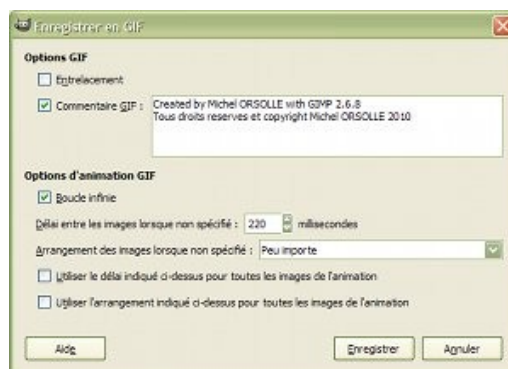 Enregistrer en GIF
Options GIF
Entrelacement
Commentaire GIF : Created by Michel ORSOLLE with GIMP 2.6.8
Tous droits reserves et copyright Michel ORSOLLE 2010
Options d'animation GIF
Boucle infinie
Délai entre les images lorsque non spécifié : 220 millisecondes
Arrangement des images lorsque non spécifié : Peu importe
Utiliser le délai indiqué ci-dessus pour toutes les images de l'animation
Utiliser l'arrangement indiqué ci-dessus pour toutes les images de l'animation
Aide Enregistrer Annuler